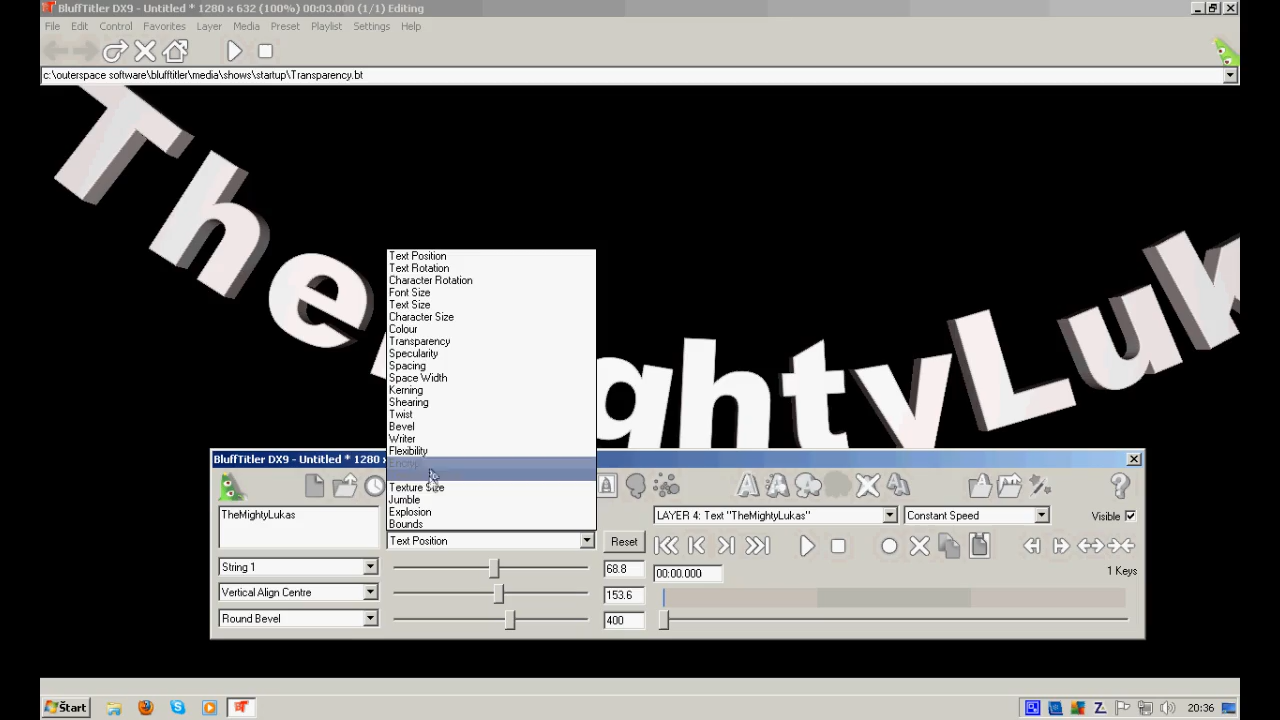 BluffTitler DX9 - Untitled * 1280 x 632 (100%) 00:03.000 (1/1) Editing
File Edit Control Favorites Layer Media Preset Playlist Settings Help
c:\outerspace software\blufftitler\media\shows\startup\Transparency.bt
The
ghtyLuk
Text Position
Text Rotation
Character Rotation
Font Size
Text Size
Character Size
Colour
Transparency
Specularity
Spacing
Space Width
Kerning
Shearing
Twist
Bevel
Writer
Flexibility
Encrypt
Texture Size
Jumble
Explosion
Bounds
BluffTitler DX9 - Untitled * 1280 x
TheMightyLukas
LAYER 4: Text "TheMightyLukas"
Constant Speed
Visible
Text Position
Reset
1 Keys
String 1
68.8
00:00.000
Vertical Align Centre
153.6
Round Bevel
400
Štart
20:36